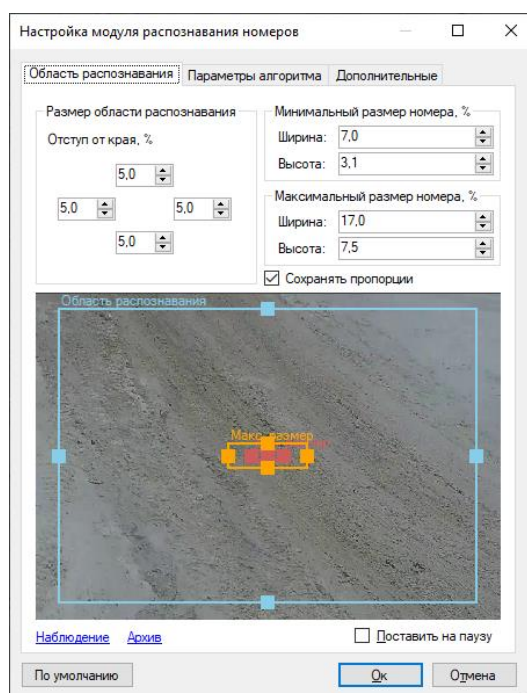 Настройка модуля распознавания номеров
Область распознавания Параметры алгоритма Дополнительные
Размер области распознавания
Отступ от края, %
5,0
5,0 5,0
5,0
Минимальный размер номера, %
Ширина: 7,0
Высота: 3,1
Максимальный размер номера, %
Ширина: 17,0
Высота: 7,5
Сохранять пропорции
Область распознавания
Макс. размер
Наблюдение Архив
Поставить на паузу
По умолчанию Ок Отмена